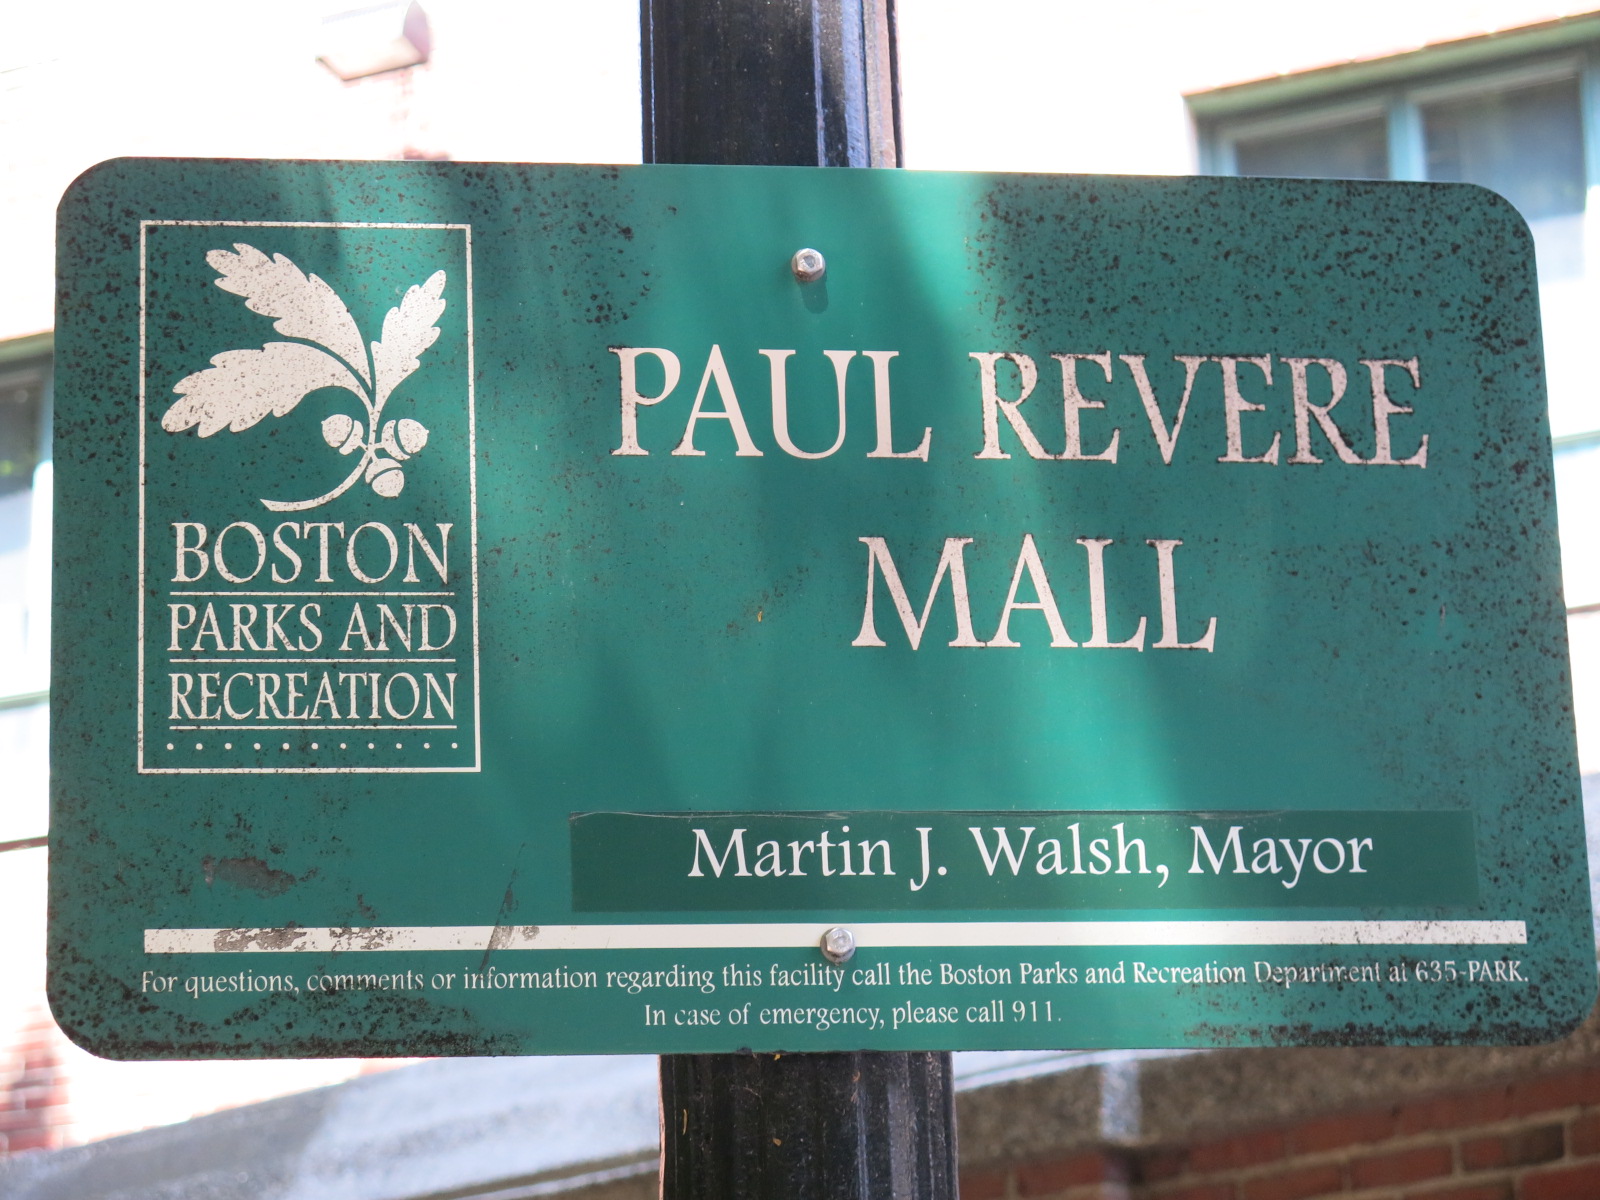 BOSTON
PARKS AND
RECREATION
PAUL REVERE
MALL
Martin J. Walsh, Mayor
For questions, comments or information regarding this facility call the Boston Parks and Recreation Department at 635-PARK.
In case of emergency, please call 911.